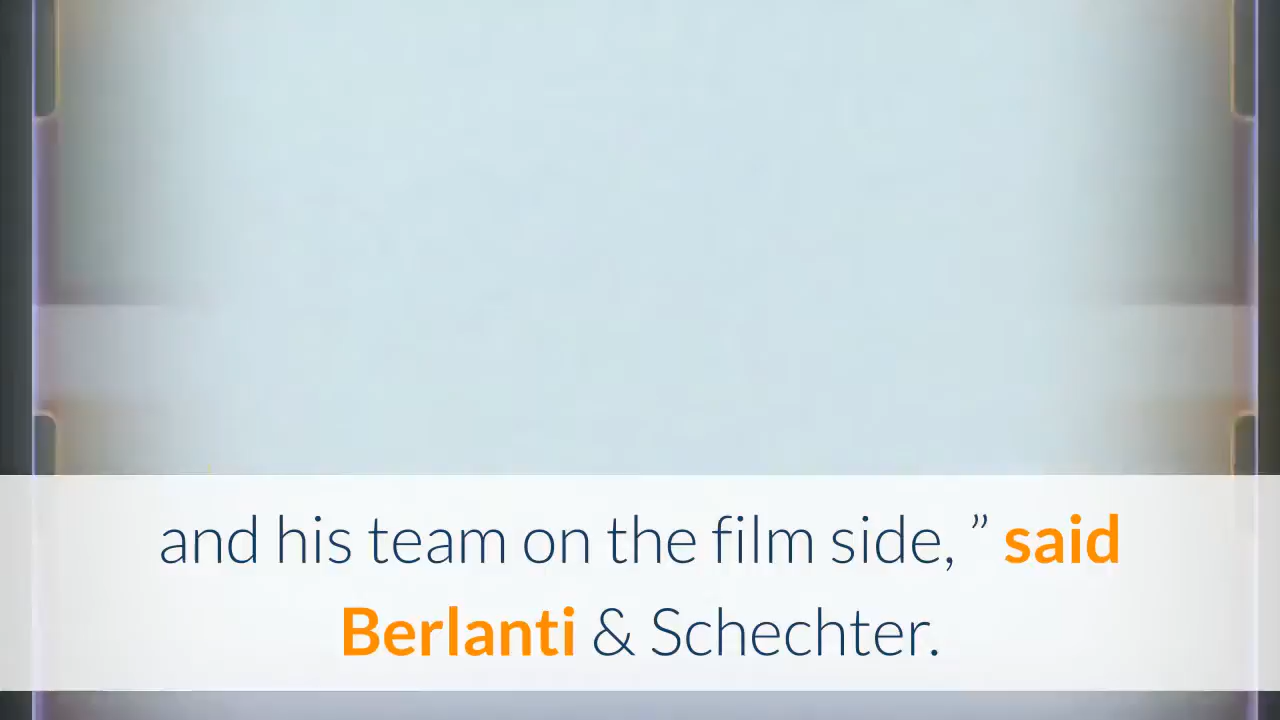 and his team on the film side, ” said
Berlanti & Schechter.